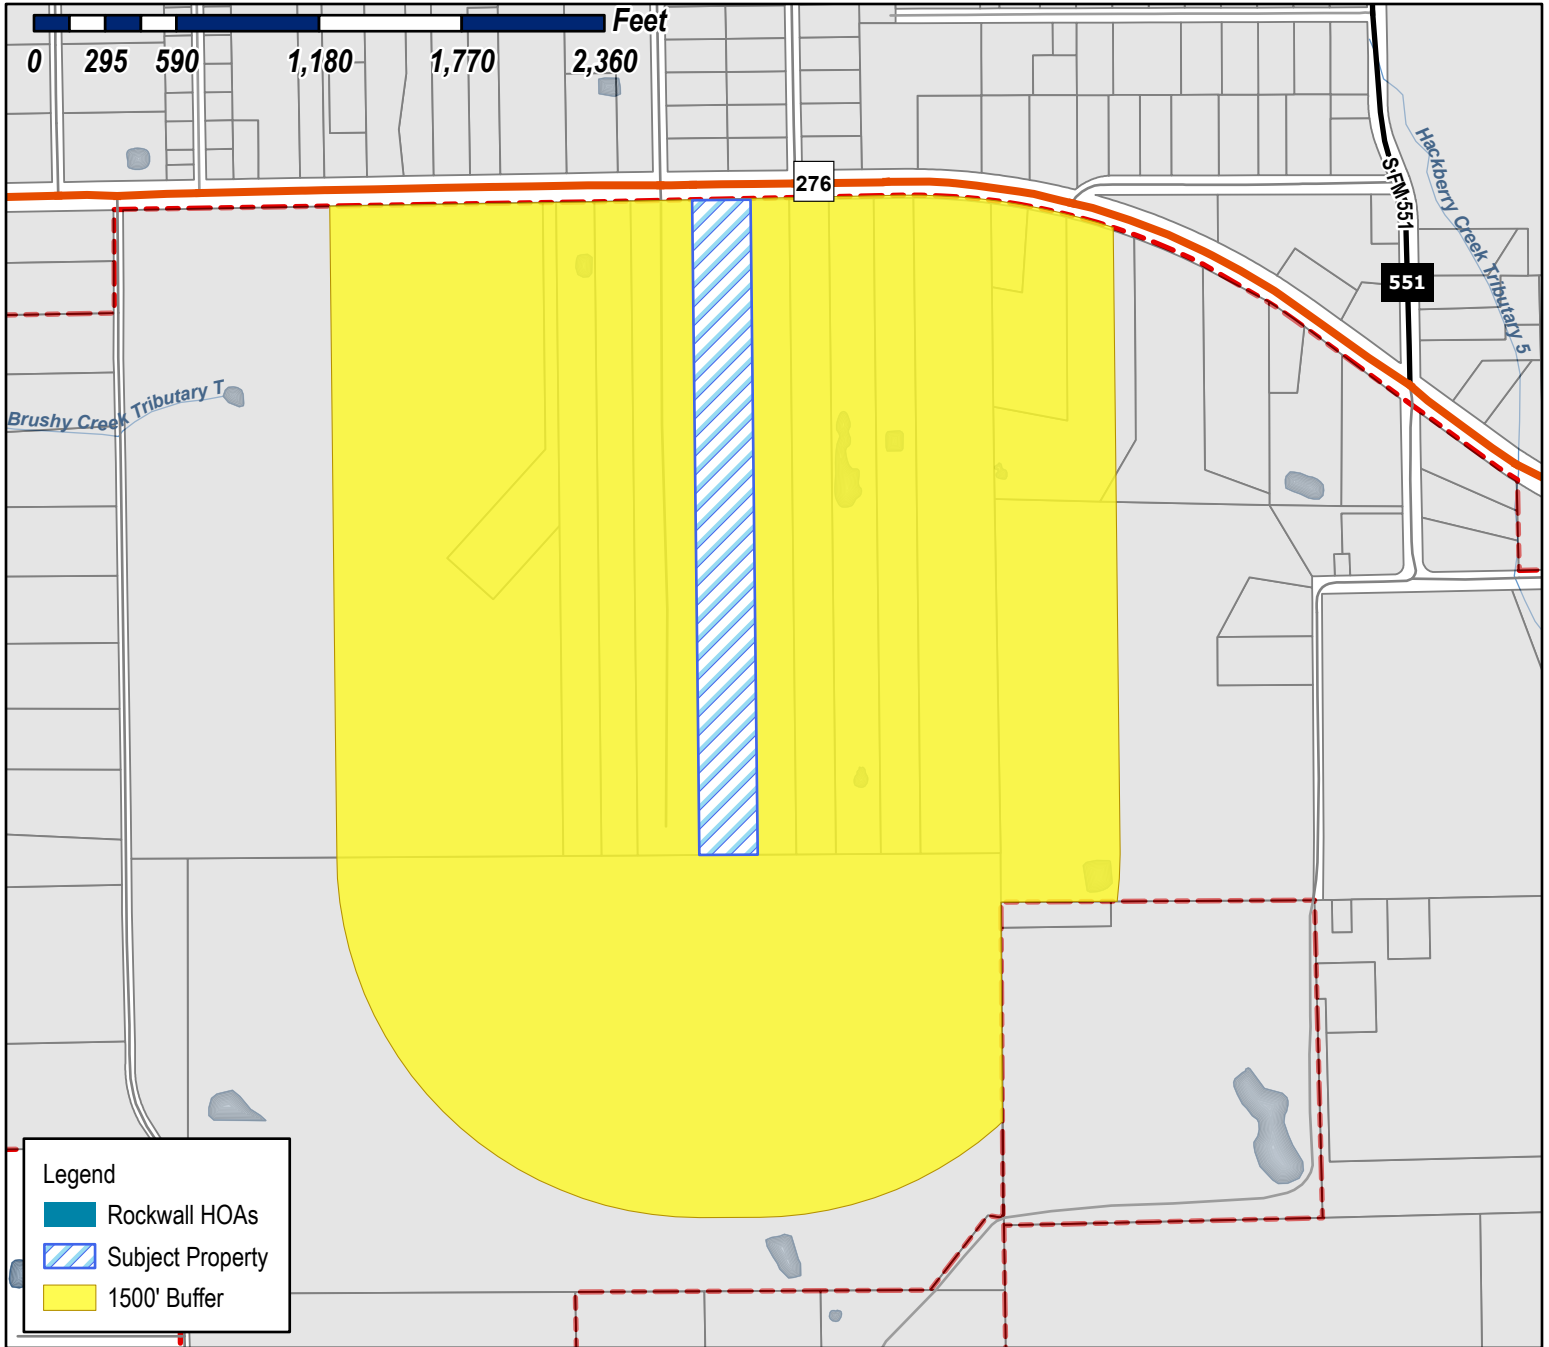 Feet
0 295 590 1,180 1,770 2,360
276
S FM 551
Hackberry Creek Tributary 5
551
Brushy Creek Tributary T
Legend
Rockwall HOAs
Subject Property
1500' Buffer